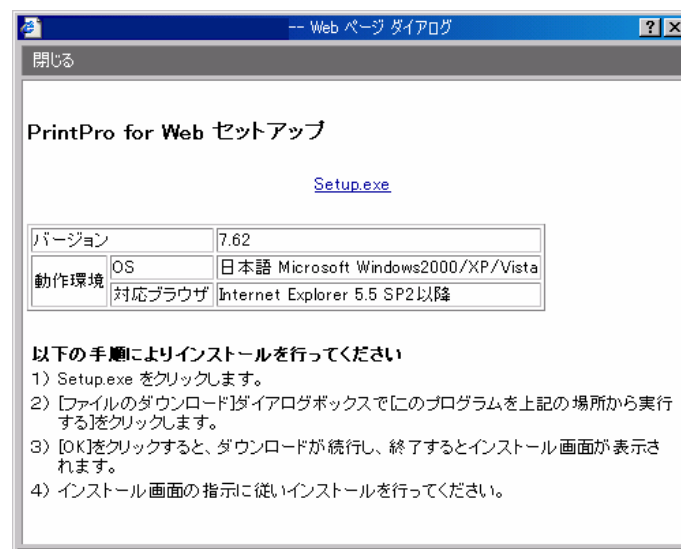 -- Web ページ ダイアログ
閉じる
PrintPro for Web セットアップ
Setup.exe
バージョン 7.62
動作環境 OS 日本語 Microsoft Windows2000/XP/Vista
対応ブラウザ Internet Explorer 5.5 SP2以降
以下の手順によりインストールを行ってください
1) Setup.exe をクリックします。
2) [ファイルのダウンロード]ダイアログボックスで[このプログラムを上記の場所から実行
する]をクリックします。
3) [OK]をクリックすると、ダウンロードが続行し、終了するとインストール画面が表示さ
れます。
4) インストール画面の指示に従いインストールを行ってください。